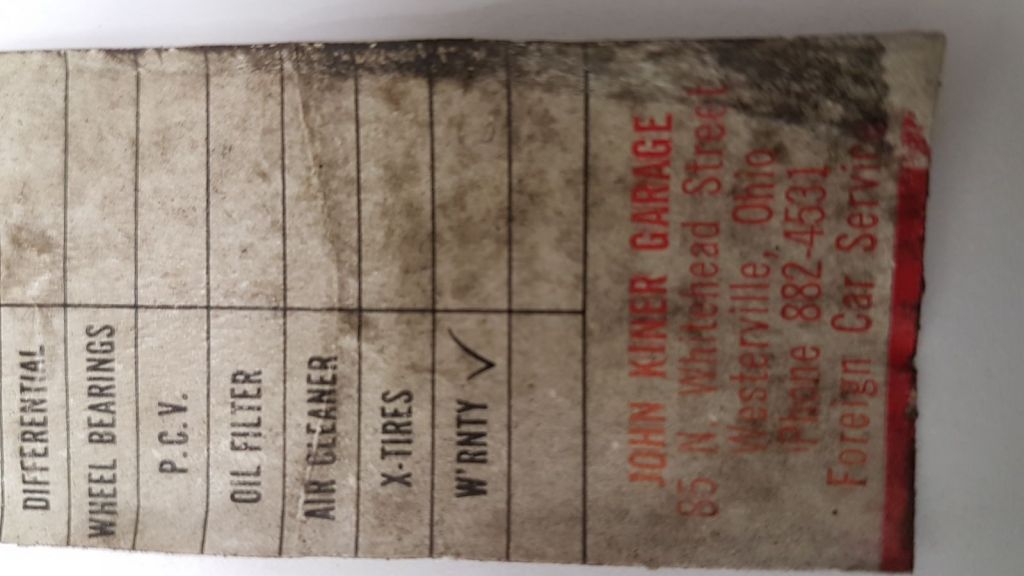 DIFFERENTIAL
WHEEL BEARINGS
P.C.V.
OIL FILTER
AIR CLEANER
X-TIRES
W'RNTY ✓
JOHN KINER GARAGE
85 N. Whitehead Street
Westerville, Ohio
Phone 882-4531
Foreign Car Service